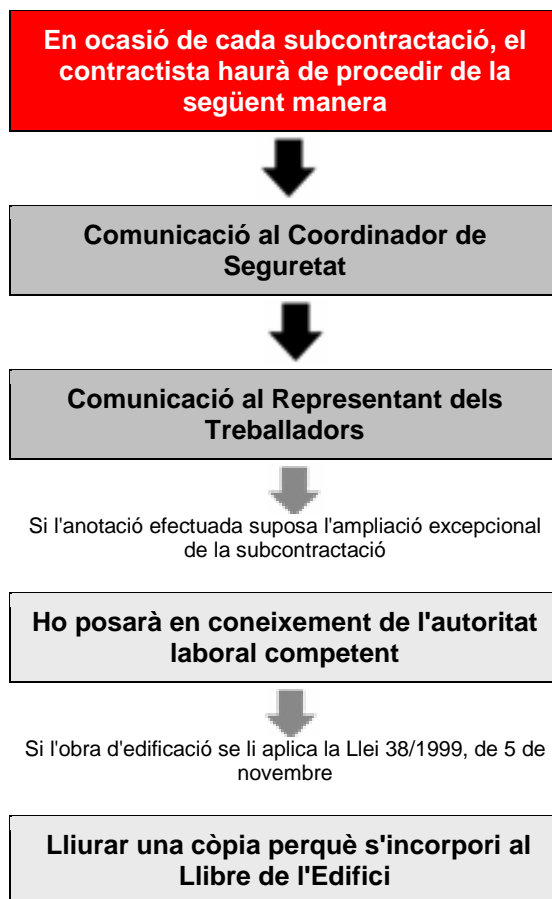 En ocasió de cada subcontractació, el
contractista haurà de procedir de la
següent manera
Comunicació al Coordinador de
Seguretat
Comunicació al Representant dels
Treballadors
Si l'anotació efectuada suposa l'ampliació excepcional
de la subcontractació
Ho posarà en coneixement de l'autoritat
laboral competent
Si l'obra d'edificació se li aplica la Llei 38/1999, de 5 de
novembre
Lliurar una còpia perquè s'incorpori al
Llibre de l'Edifici